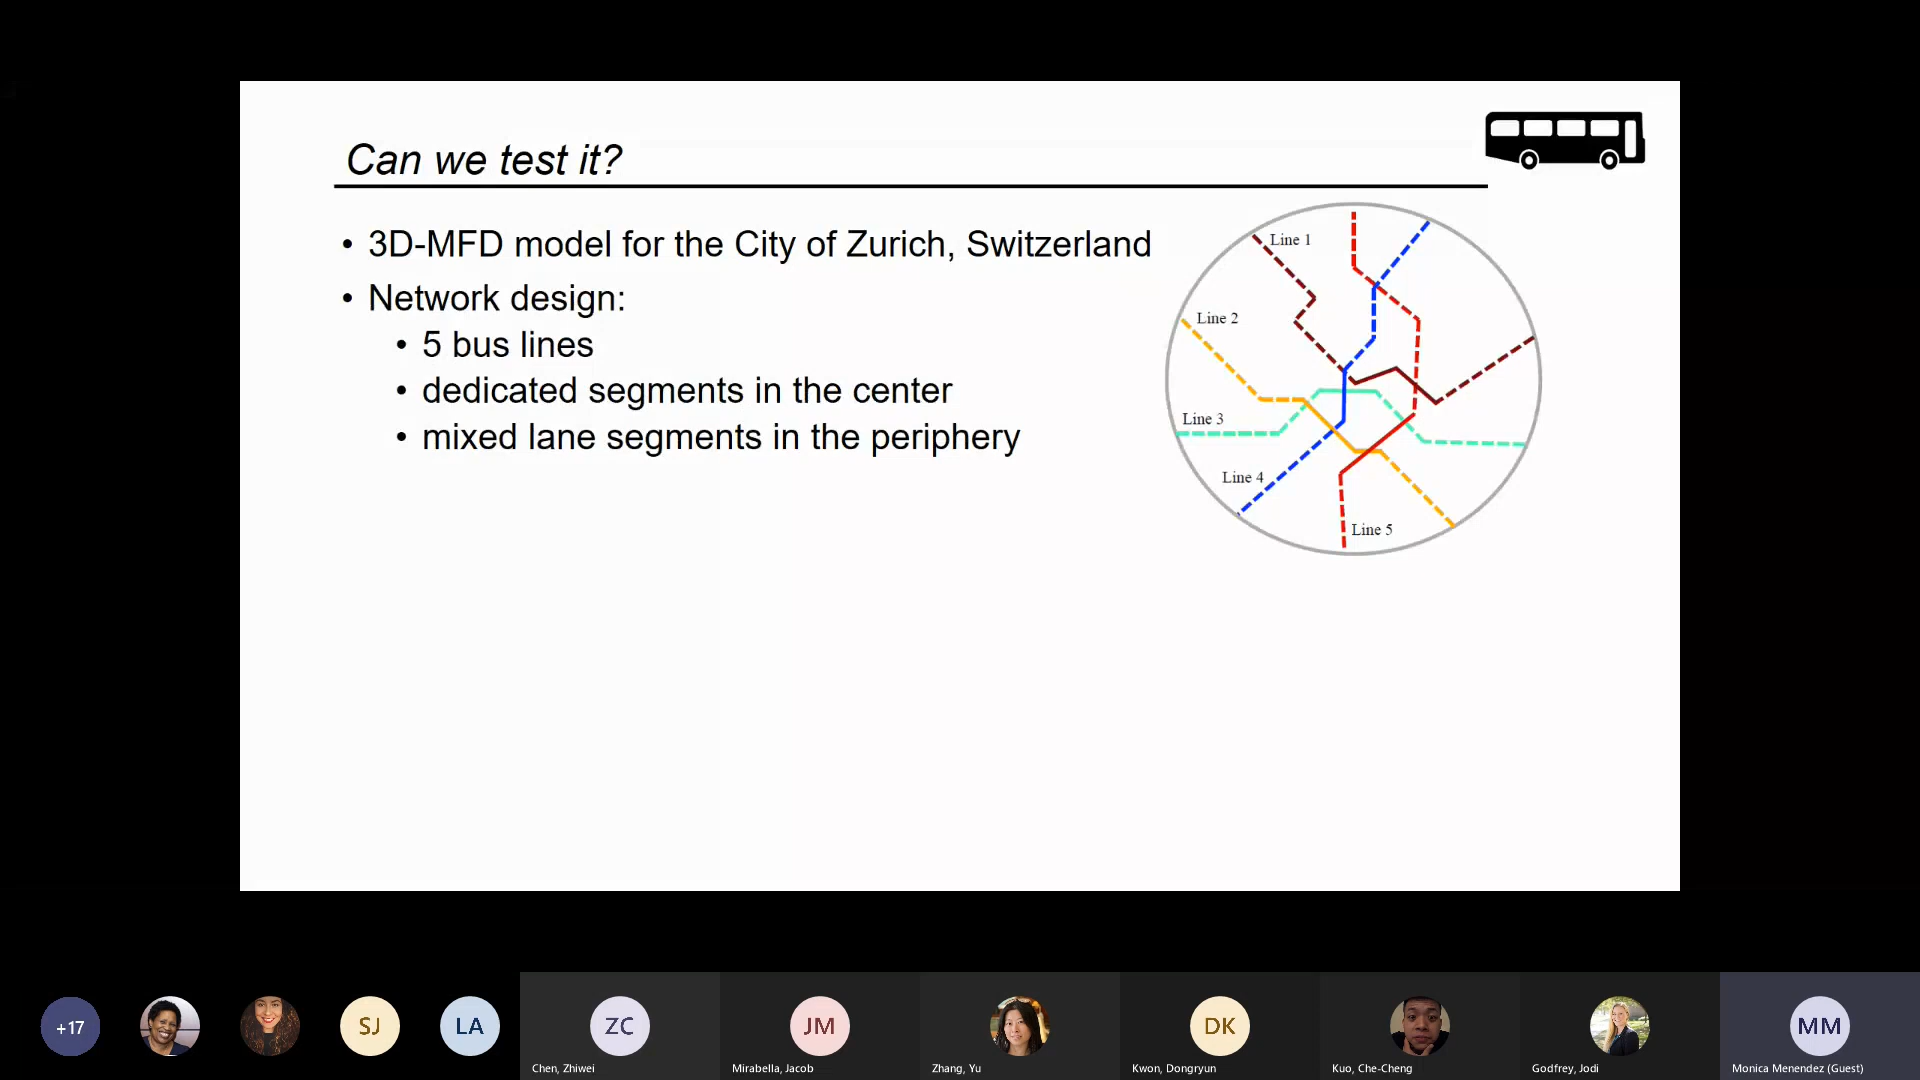 Can we test it?
• 3D-MFD model for the City of Zurich, Switzerland
• Network design:
• 5 bus lines
• dedicated segments in the center
• mixed lane segments in the periphery
Line 1
Line 2
Line 3
Line 4
Line 5
+17
SJ
LA
ZC
JM
DK
MM
Chen, Zhiwei
Mirabella, Jacob
Zhang, Yu
Kwon, Dongryun
Kuo, Che-Cheng
Godfrey, Jodi
Monica Menendez (Guest)